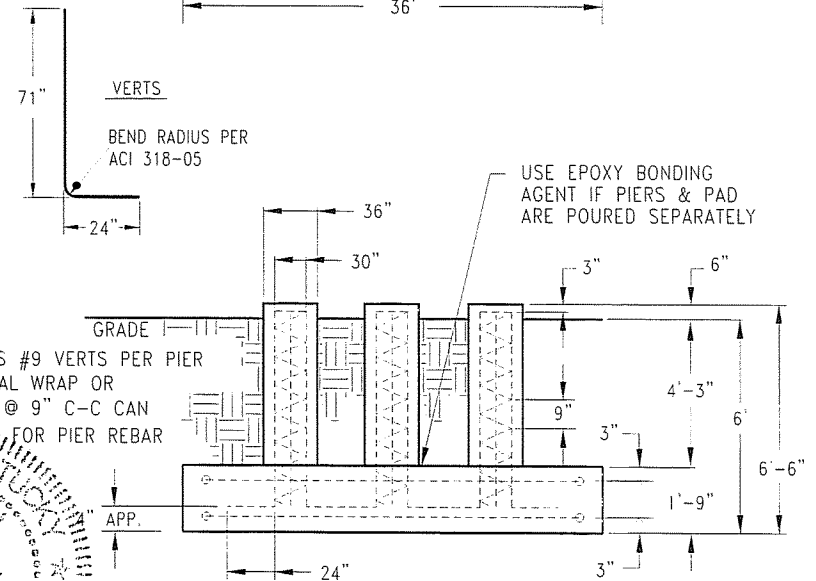 36'
71"
VERTS
BEND RADIUS PER
ACI 318-05
24"
USE EPOXY BONDING
AGENT IF PIERS & PAD
ARE POURED SEPARATELY
36"
30"
3"
6"
GRADE
#9 VERTS PER PIER
WRAP OR
@ 9" C-C CAN
FOR PIER REBAR
9"
4'-3"
6'
6'-6"
3"
1'-9"
APP.
24"
3"